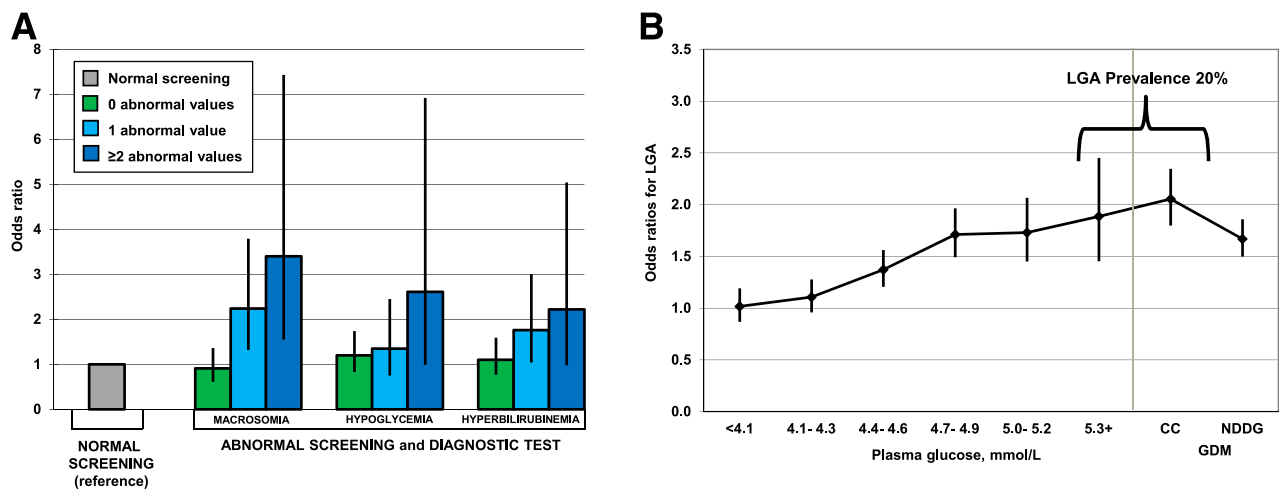 A
8
7
6
5
4
3
2
1
0
Odds ratio
Normal screening
0 abnormal values
1 abnormal value
≥2 abnormal values
MACROSOMIA
HYPOGLYCEMIA
HYPERBILIRUBINEMIA
NORMAL
SCREENING
(reference)
ABNORMAL SCREENING and DIAGNOSTIC TEST
B
3.5
3.0
2.5
2.0
1.5
1.0
0.5
0.0
Odds ratios for LGA
LGA Prevalence 20%
<4.1
4.1- 4.3
4.4- 4.6
4.7- 4.9
5.0- 5.2
5.3+
CC
NDDG
Plasma glucose, mmol/L
GDM